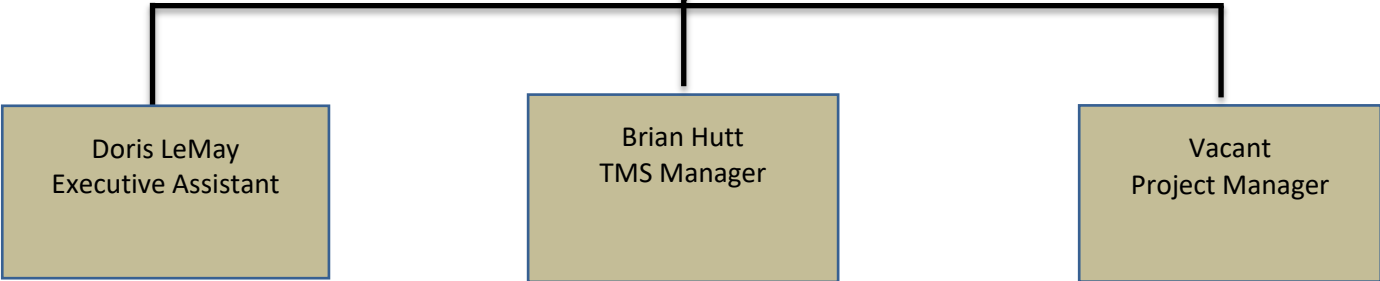 Doris LeMay
Executive Assistant
Brian Hutt
TMS Manager
Vacant
Project Manager